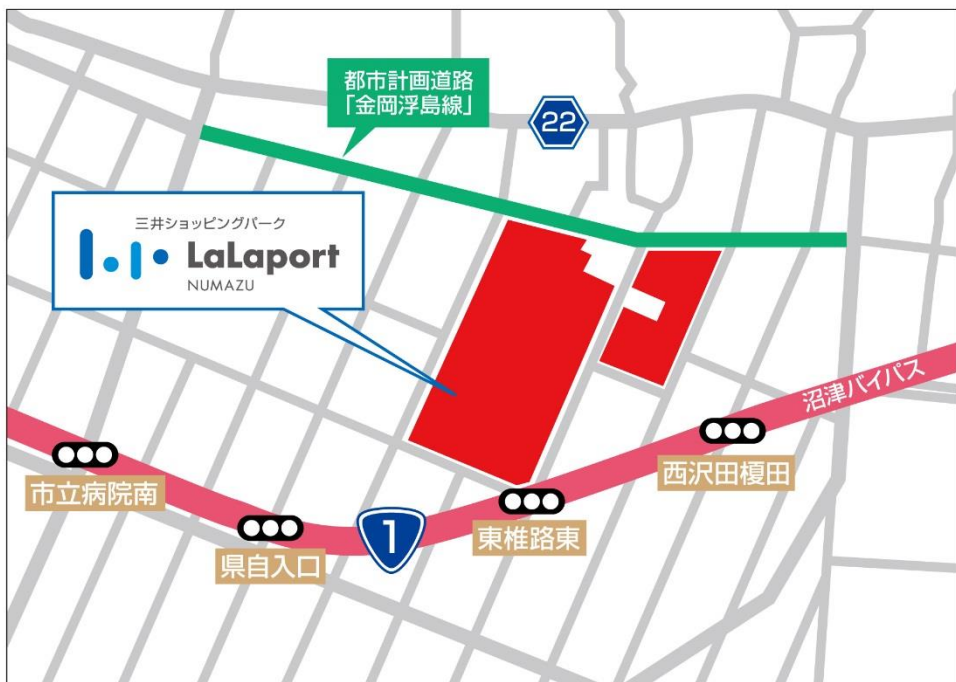 都市計画道路
「金岡浮島線」
22
三井ショッピングパーク
LaLaport
NUMAZU
沼津バイパス
西沢田榎田
市立病院南
東椎路東
1
県自入口